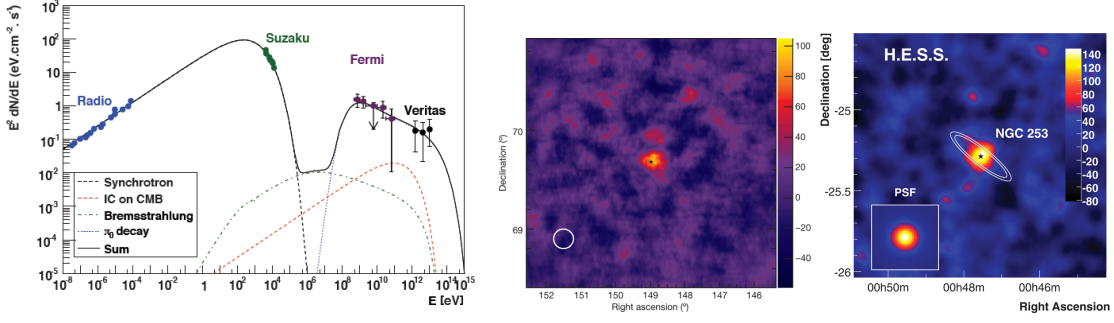 E² dN/dE (eV.cm⁻². s⁻¹)
10³
10²
10
1
10⁻¹
10⁻²
10⁻³
10⁻⁴
10⁻⁵
Radio
Suzaku
Fermi
Veritas
Synchrotron
IC on CMB
Bremsstrahlung
π₀ decay
Sum
10⁻⁸ 10⁻⁶ 10⁻⁴ 10⁻² 1 10² 10⁴ 10⁶ 10⁸ 10¹⁰ 10¹² 10¹⁴ 10¹⁵
E [eV]
Declination (º)
70
69
152 151 150 149 148 147 146
Right ascension (º)
100
80
60
40
20
0
−20
−40
Declination [deg]
-25
-25.5
-26
H.E.S.S.
NGC 253
PSF
140
120
100
80
60
40
20
0
-20
-40
-60
-80
00h50m 00h48m 00h46m
Right Ascension